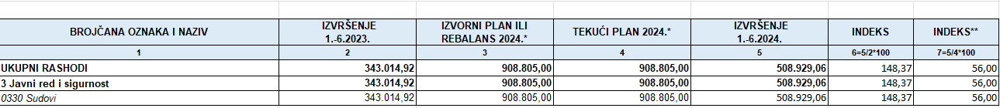 BROJČANA OZNAKA I NAZIV IZVRŠENJE 1.-6.2023. IZVORNI PLAN ILI REBALANS 2024.* TEKUĆI PLAN 2024.* IZVRŠENJE 1.-6.2024. INDEKS INDEKS**
1 2 3 4 5 6=5/2*100 7=5/4*100
UKUPNI RASHODI 343.014,92 908.805,00 908.805,00 508.929,06 148,37 56,00
3 Javni red i sigurnost 343.014,92 908.805,00 908.805,00 508.929,06 148,37 56,00
0330 Sudovi 343.014,92 908.805,00 908.805,00 508.929,06 148,37 56,00